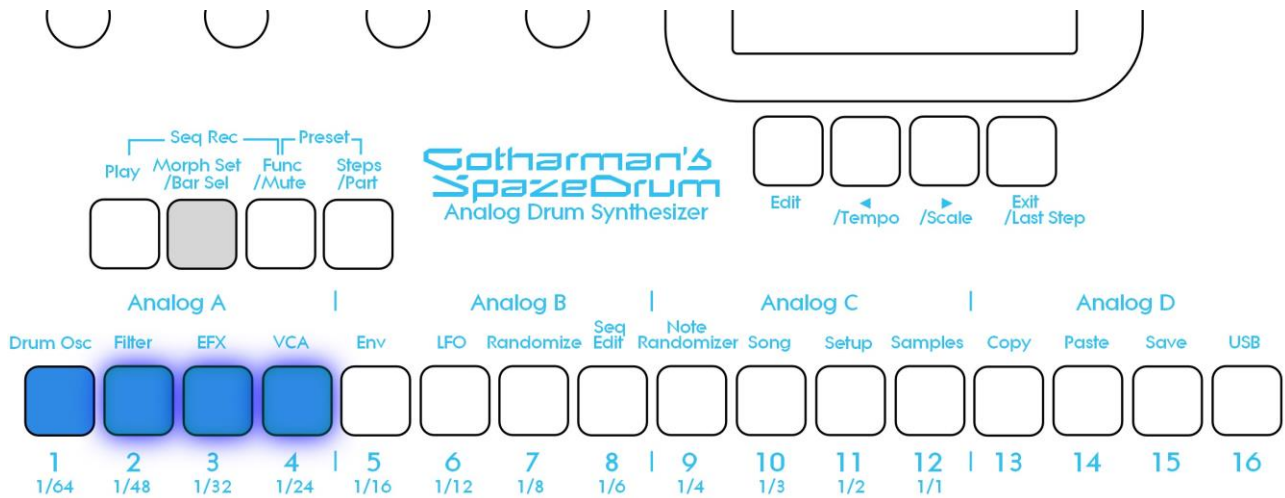 Seq Rec Preset
Play Morph Set /Bar Sel Func /Mute Steps /Part
Gotharman's
SpazeDrum
Analog Drum Synthesizer
Edit ◄ /Tempo ► /Scale Exit /Last Step
Analog A | Analog B | Analog C | Analog D
Drum Osc Filter EFX VCA Env LFO Randomize Seq Edit Note Randomizer Song Setup Samples Copy Paste Save USB
1 2 3 4 | 5 6 7 8 | 9 10 11 12 | 13 14 15 16
1/64 1/48 1/32 1/24 1/16 1/12 1/8 1/6 1/4 1/3 1/2 1/1